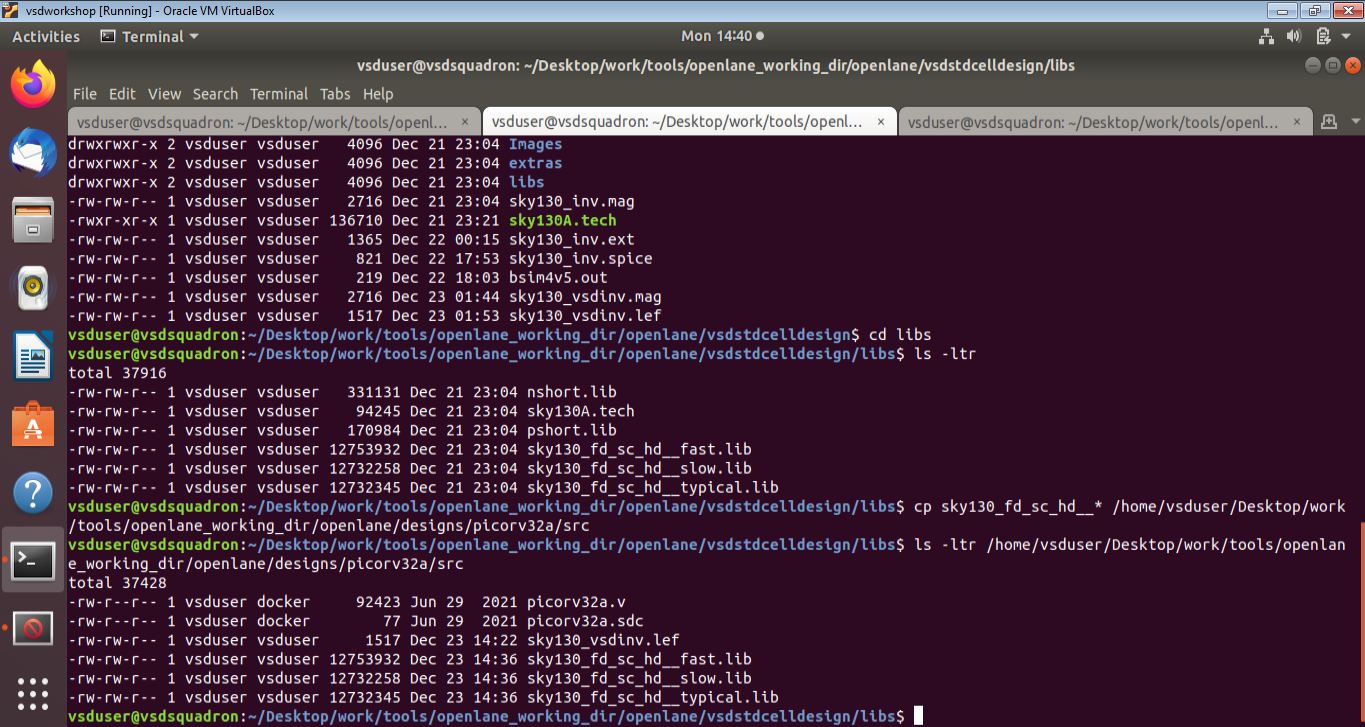 vsdworkshop [Running] - Oracle VM VirtualBox
Activities Terminal Mon 14:40
vsduser@vsdsquadron: ~/Desktop/work/tools/openlane_working_dir/openlane/vsdstdcelldesign/libs
File Edit View Search Terminal Tabs Help
vsduser@vsdsquadron: ~/Desktop/work/tools/openl... × vsduser@vsdsquadron: ~/Desktop/work/tools/openl... × vsduser@vsdsquadron: ~/Desktop/work/tools/openl... ×
drwxrwxr-x 2 vsduser vsduser   4096 Dec 21 23:04 Images
drwxrwxr-x 2 vsduser vsduser   4096 Dec 21 23:04 extras
drwxrwxr-x 2 vsduser vsduser   4096 Dec 21 23:04 libs
-rw-rw-r-- 1 vsduser vsduser   2716 Dec 21 23:04 sky130_inv.mag
-rwxr-xr-x 1 vsduser vsduser 136710 Dec 21 23:21 sky130A.tech
-rw-rw-r-- 1 vsduser vsduser   1365 Dec 22 00:15 sky130_inv.ext
-rw-rw-r-- 1 vsduser vsduser    821 Dec 22 17:53 sky130_inv.spice
-rw-rw-r-- 1 vsduser vsduser    219 Dec 22 18:03 bsim4v5.out
-rw-rw-r-- 1 vsduser vsduser   2716 Dec 23 01:44 sky130_vsdinv.mag
-rw-rw-r-- 1 vsduser vsduser   1517 Dec 23 01:53 sky130_vsdinv.lef
vsduser@vsdsquadron:~/Desktop/work/tools/openlane_working_dir/openlane/vsdstdcelldesign$ cd libs
vsduser@vsdsquadron:~/Desktop/work/tools/openlane_working_dir/openlane/vsdstdcelldesign/libs$ ls -ltr
total 37916
-rw-rw-r-- 1 vsduser vsduser   331131 Dec 21 23:04 nshort.lib
-rw-rw-r-- 1 vsduser vsduser    94245 Dec 21 23:04 sky130A.tech
-rw-rw-r-- 1 vsduser vsduser   170984 Dec 21 23:04 pshort.lib
-rw-rw-r-- 1 vsduser vsduser 12753932 Dec 21 23:04 sky130_fd_sc_hd__fast.lib
-rw-rw-r-- 1 vsduser vsduser 12732258 Dec 21 23:04 sky130_fd_sc_hd__slow.lib
-rw-rw-r-- 1 vsduser vsduser 12732345 Dec 21 23:04 sky130_fd_sc_hd__typical.lib
vsduser@vsdsquadron:~/Desktop/work/tools/openlane_working_dir/openlane/vsdstdcelldesign/libs$ cp sky130_fd_sc_hd__* /home/vsduser/Desktop/work
/tools/openlane_working_dir/openlane/designs/picorv32a/src
vsduser@vsdsquadron:~/Desktop/work/tools/openlane_working_dir/openlane/vsdstdcelldesign/libs$ ls -ltr /home/vsduser/Desktop/work/tools/openlan
e_working_dir/openlane/designs/picorv32a/src
total 37428
-rw-r--r-- 1 vsduser docker     92423 Jun 29  2021 picorv32a.v
-rw-r--r-- 1 vsduser docker        77 Jun 29  2021 picorv32a.sdc
-rw-rw-r-- 1 vsduser vsduser     1517 Dec 23 14:22 sky130_vsdinv.lef
-rw-rw-r-- 1 vsduser vsduser 12753932 Dec 23 14:36 sky130_fd_sc_hd__fast.lib
-rw-rw-r-- 1 vsduser vsduser 12732258 Dec 23 14:36 sky130_fd_sc_hd__slow.lib
-rw-rw-r-- 1 vsduser vsduser 12732345 Dec 23 14:36 sky130_fd_sc_hd__typical.lib
vsduser@vsdsquadron:~/Desktop/work/tools/openlane_working_dir/openlane/vsdstdcelldesign/libs$